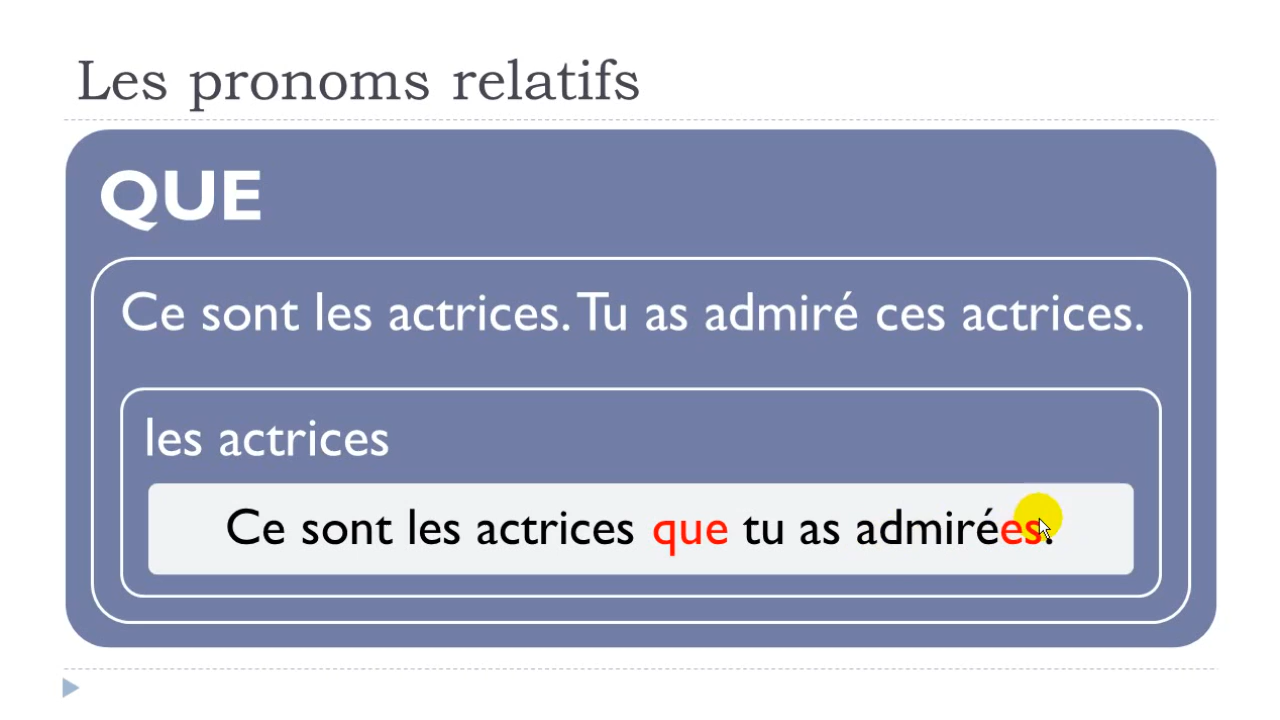 Les pronoms relatifs
QUE
Ce sont les actrices. Tu as admiré ces actrices.
les actrices
Ce sont les actrices que tu as admirées.